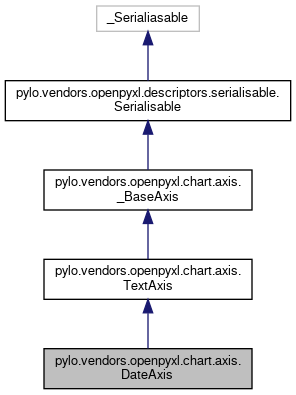 _Serialiasable
pylo.vendors.openpyxl.descriptors.serialisable.
Serialisable
pylo.vendors.openpyxl.chart.axis.
_BaseAxis
pylo.vendors.openpyxl.chart.axis.
TextAxis
pylo.vendors.openpyxl.chart.axis.
DateAxis